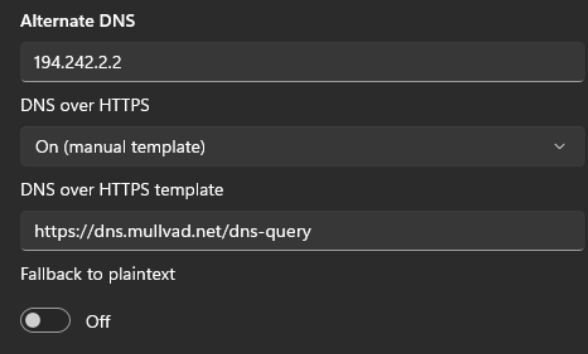 Alternate DNS
194.242.2.2
DNS over HTTPS
On (manual template)
DNS over HTTPS template
https://dns.mullvad.net/dns-query
Fallback to plaintext
Off